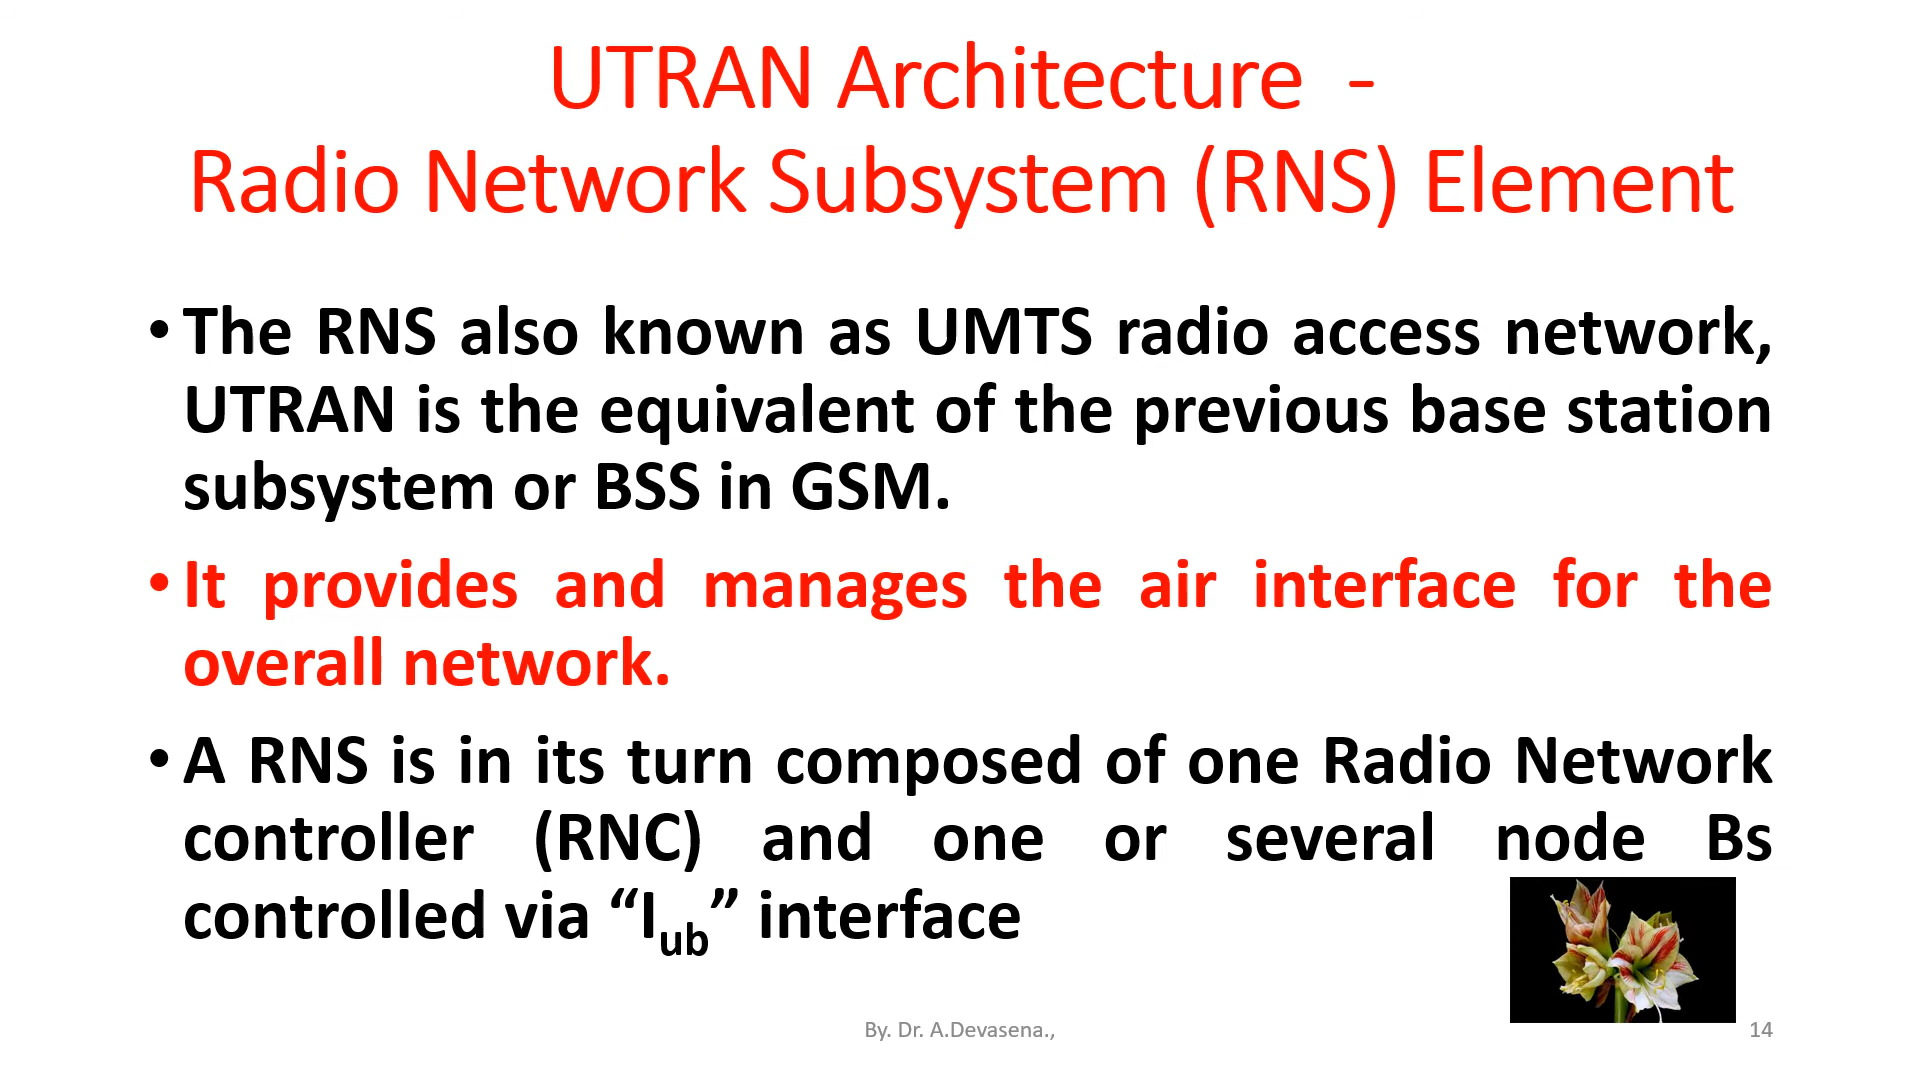 UTRAN Architecture -
Radio Network Subsystem (RNS) Element
• The RNS also known as UMTS radio access network,
UTRAN is the equivalent of the previous base station
subsystem or BSS in GSM.
• It provides and manages the air interface for the
overall network.
• A RNS is in its turn composed of one Radio Network
controller (RNC) and one or several node Bs
controlled via “Iub” interface
By. Dr. A.Devasena.,
14